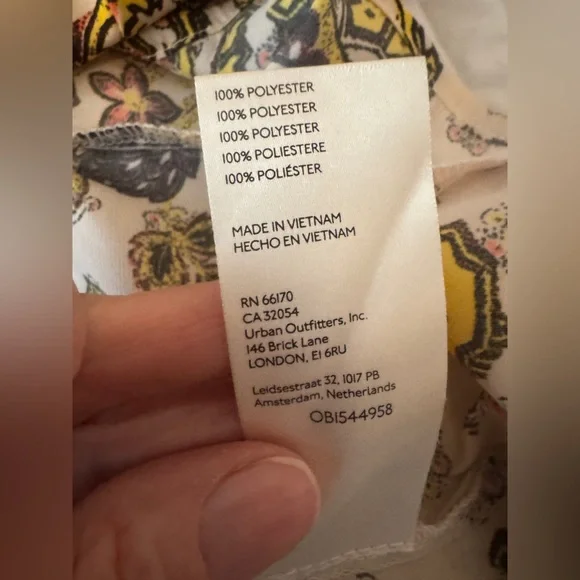 100% POLYESTER
100% POLYESTER
100% POLYESTER
100% POLIESTERE
100% POLIÉSTER
MADE IN VIETNAM
HECHO EN VIETNAM
RN 66170
CA 32054
Urban Outfitters, Inc.
146 Brick Lane
LONDON, E1 6RU
Leidsestraat 32, 1017 PB
Amsterdam, Netherlands
OB1544958